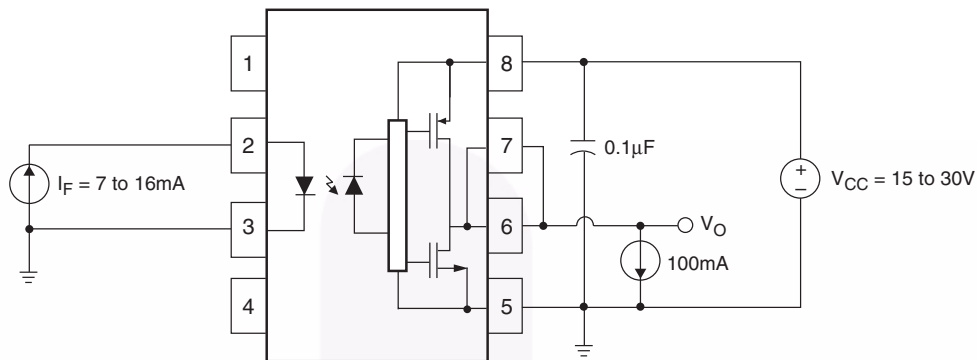 1
8
2
7
I_F = 7 to 16mA
0.1μF
+
–
V_CC = 15 to 30V
3
6
V_O
100mA
4
5